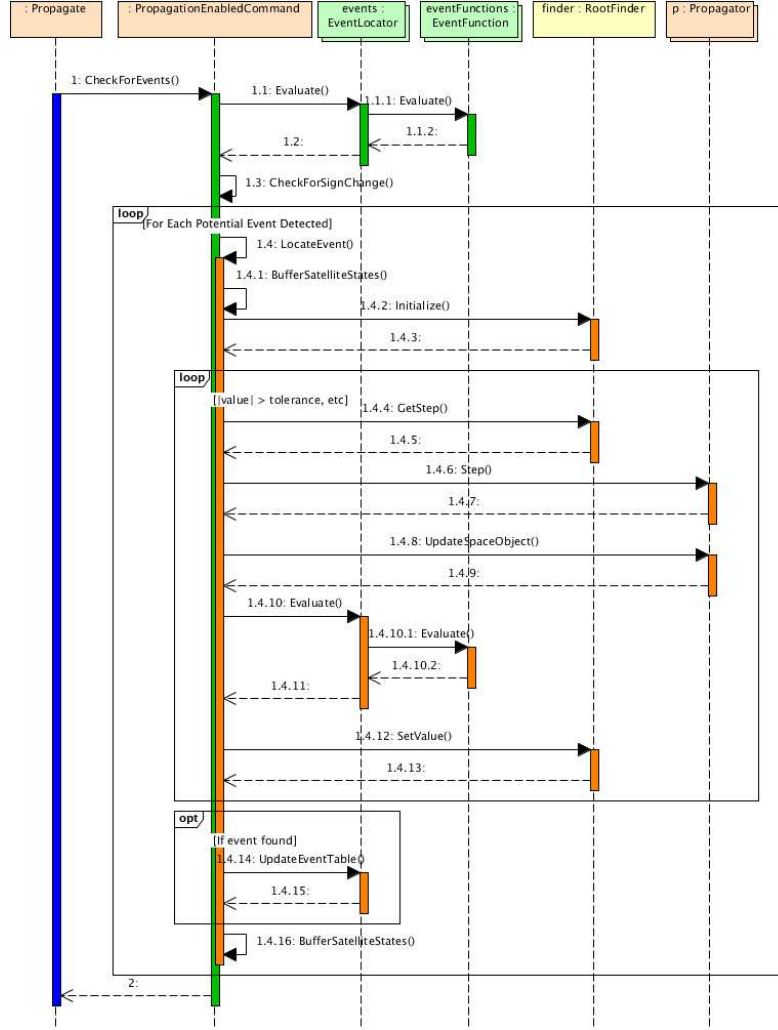 : Propagate
: PropagationEnabledCommand
events :
EventLocator
eventFunctions :
EventFunction
finder : RootFinder
p : Propagator
1: CheckForEvents()
1.1: Evaluate()
1.1.1: Evaluate()
1.1.2:
1.2:
1.3: CheckForSignChange()
loop
[For Each Potential Event Detected]
1.4: LocateEvent()
1.4.1: BufferSatelliteStates()
1.4.2: Initialize()
1.4.3:
loop
[|value| > tolerance, etc]
1.4.4: GetStep()
1.4.5:
1.4.6: Step()
1.4.7:
1.4.8: UpdateSpaceObject()
1.4.9:
1.4.10: Evaluate()
1.4.10.1: Evaluate()
1.4.10.2:
1.4.11:
1.4.12: SetValue()
1.4.13:
opt
[If event found]
1.4.14: UpdateEventTable()
1.4.15:
1.4.16: BufferSatelliteStates()
2: